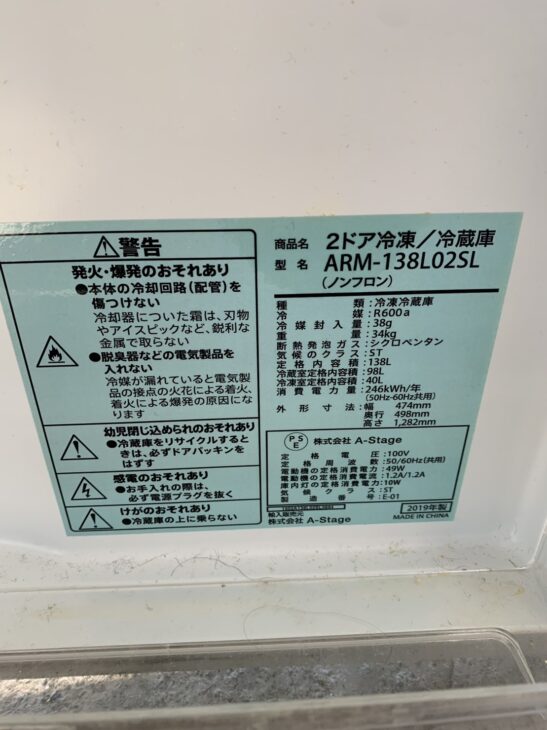 警告
発火・爆発のおそれあり
●本体の冷却回路(配管)を
傷つけない
冷却器についた霜は、刃物
やアイスピックなど、鋭利な
金属で取らない
●脱臭器などの電気製品を
入れない
冷媒が漏れていると電気製
品の接点の火花による着火、
着火による爆発の原因に
なります
幼児閉じ込められのおそれあり
●冷蔵庫をリサイクルすると
きは、必ずドアパッキンを
はずす
感電のおそれあり
●お手入れの際は、
必ず電源プラグを抜く
けがのおそれあり
●冷蔵庫の上に乗らない
商品名 2ドア冷凍/冷蔵庫
型名 ARM-138L02SL
(ノンフロン)
種類:冷凍冷蔵庫
冷媒:R600a
冷媒封入量:38g
重量:34kg
断熱発泡ガス:シクロペンタン
気候のクラス:ST
定格内容積:138L
冷蔵室定格内容積:98L
冷凍室定格内容積:40L
消費電力量:246kWh/年
(50Hz-60Hz共用)
外形寸法:幅 474mm
奥行 498mm
高さ 1,282mm
PSE 株式会社 A-Stage
定格電圧:100V
定格周波数:50/60Hz(共用)
電動機の定格消費電力:49W
電動機の定格消費電流:1.2A/1.2A
庫内灯の定格消費電力:10W
気候クラス:ST
製造番号:E-01
輸入販売元
株式会社 A-Stage
2019年製
MADE IN CHINA